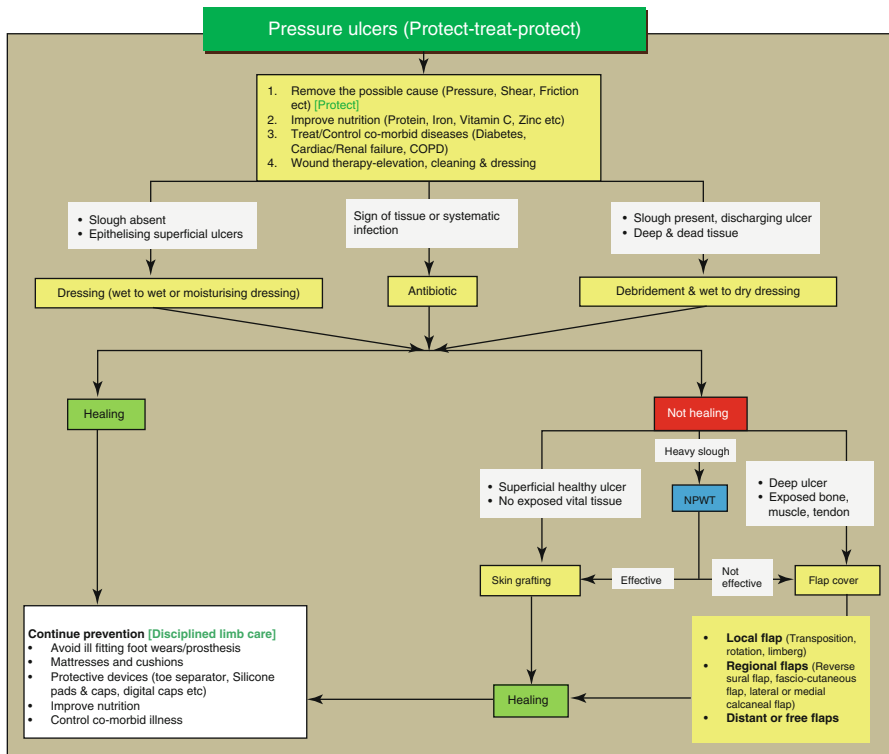 Pressure ulcers (Protect-treat-protect)
1. Remove the possible cause (Pressure, Shear, Friction
ect) [Protect]
2. Improve nutrition (Protein, Iron, Vitamin C, Zinc etc)
3. Treat/Control co-morbid diseases (Diabetes,
Cardiac/Renal failure, COPD)
4. Wound therapy-elevation, cleaning & dressing
• Slough absent
• Epithelising superficial ulcers
Sign of tissue or systematic
infection
• Slough present, discharging ulcer
• Deep & dead tissue
Dressing (wet to wet or moisturising dressing)
Antibiotic
Debridement & wet to dry dressing
Healing
Not healing
Heavy slough
• Superficial healthy ulcer
• No exposed vital tissue
NPWT
• Deep ulcer
• Exposed bone,
muscle, tendon
Skin grafting
Effective
Not
effective
Flap cover
Continue prevention [Disciplined limb care]
• Avoid ill fitting foot wears/prosthesis
• Mattresses and cushions
• Protective devices (toe separator, Silicone
pads & caps, digital caps etc)
• Improve nutrition
• Control co-morbid illness
Healing
• Local flap (Transposition,
rotation, limberg)
• Regional flaps (Reverse
sural flap, fascio-cutaneous
flap, lateral or medial
calcaneal flap)
• Distant or free flaps